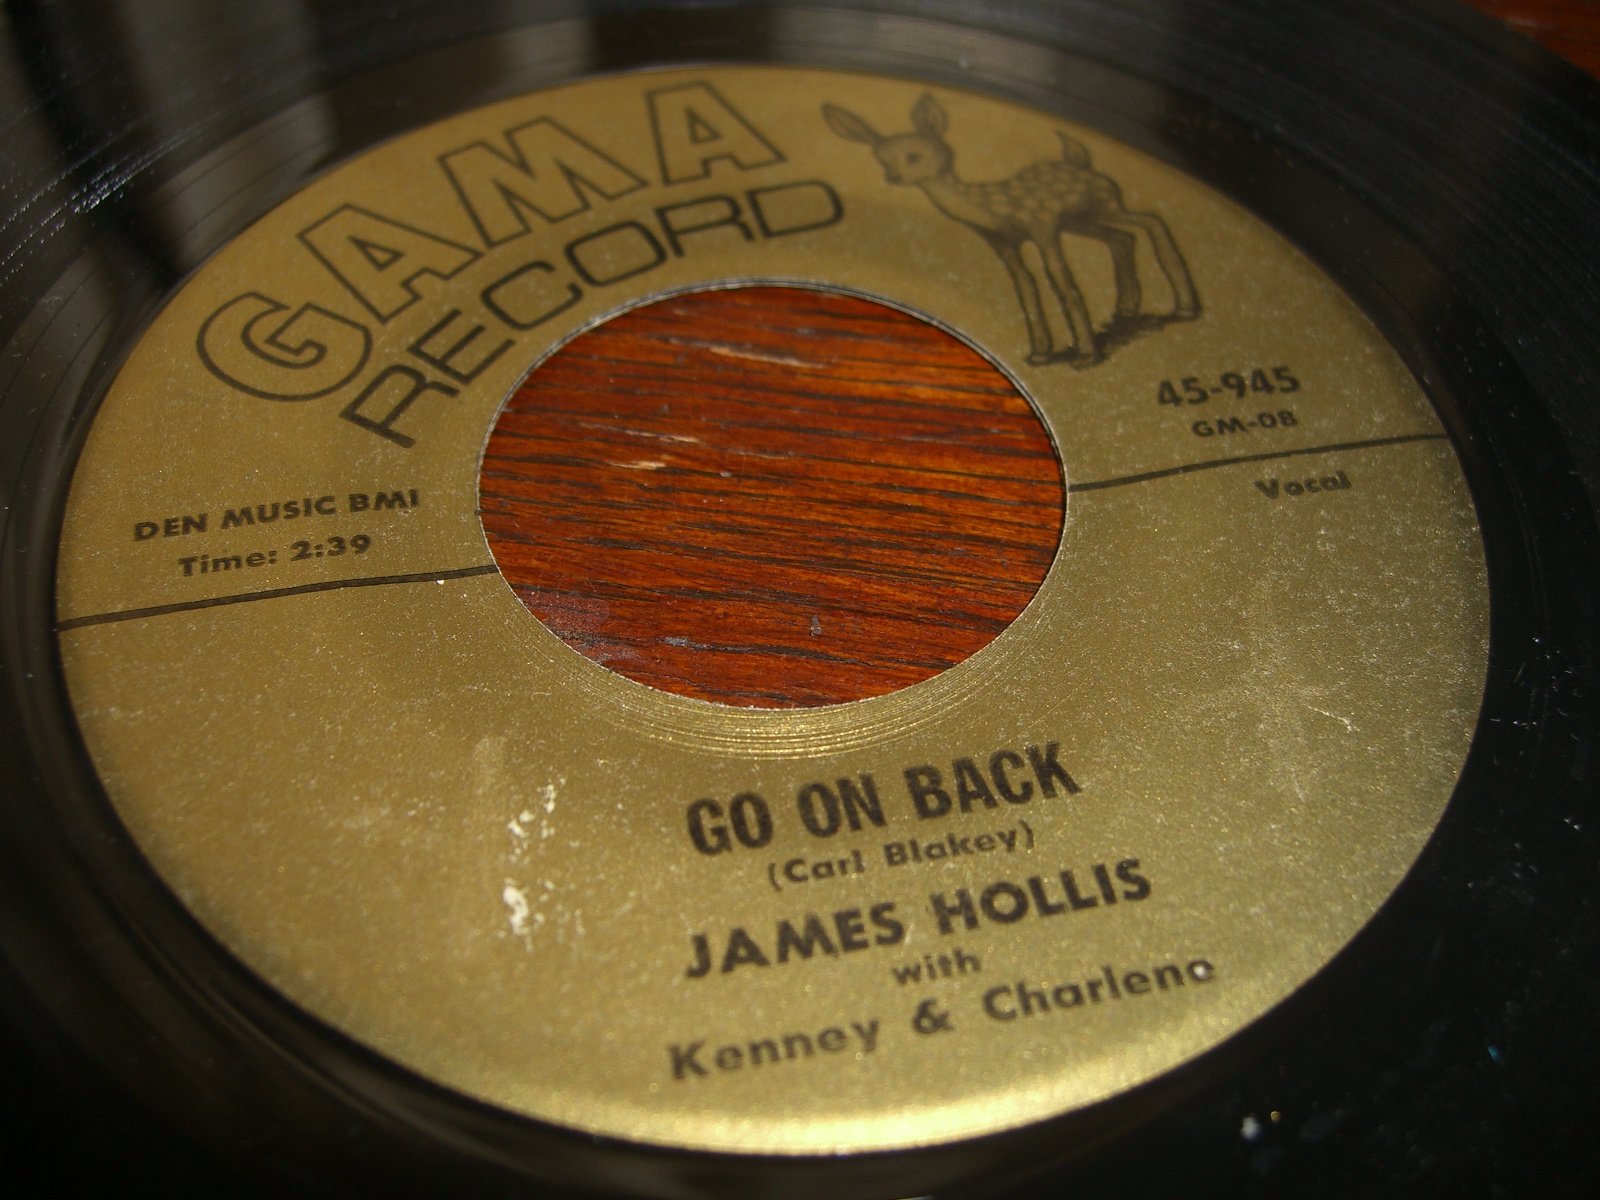 GAMA
RECORD
45-945
GM-08
Vocal
DEN MUSIC BMI
Time: 2:39
GO ON BACK
(Carl Blakey)
JAMES HOLLIS
with
Kenney & Charlene